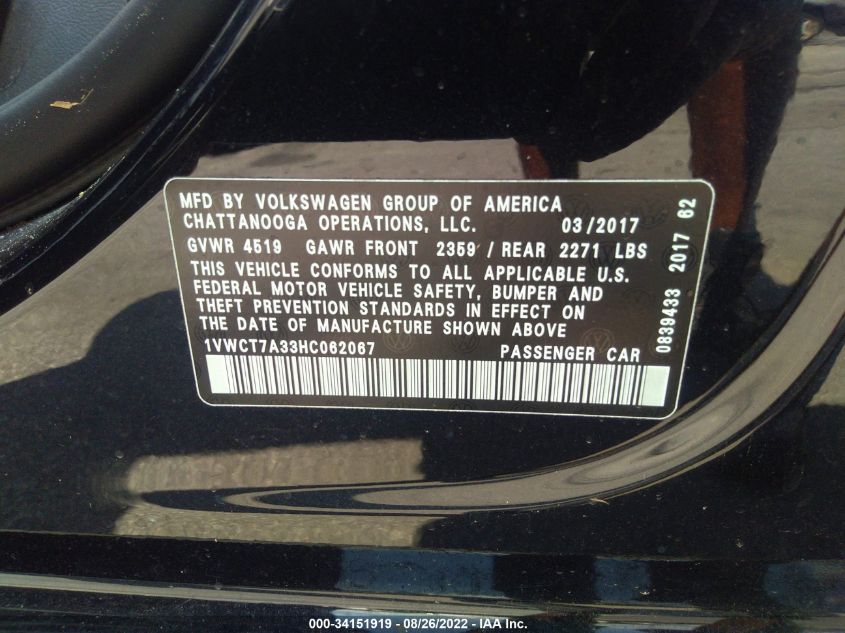 MFD BY VOLKSWAGEN GROUP OF AMERICA
CHATTANOOGA OPERATIONS, LLC. 03/2017
GVWR 4519 GAWR FRONT 2359 / REAR 2271 LBS
THIS VEHICLE CONFORMS TO ALL APPLICABLE U.S.
FEDERAL MOTOR VEHICLE SAFETY, BUMPER AND
THEFT PREVENTION STANDARDS IN EFFECT ON
THE DATE OF MANUFACTURE SHOWN ABOVE
1VWCT7A33HC062067 PASSENGER CAR
0839433 2017 62
000-34151919 - 08/26/2022 - IAA Inc.